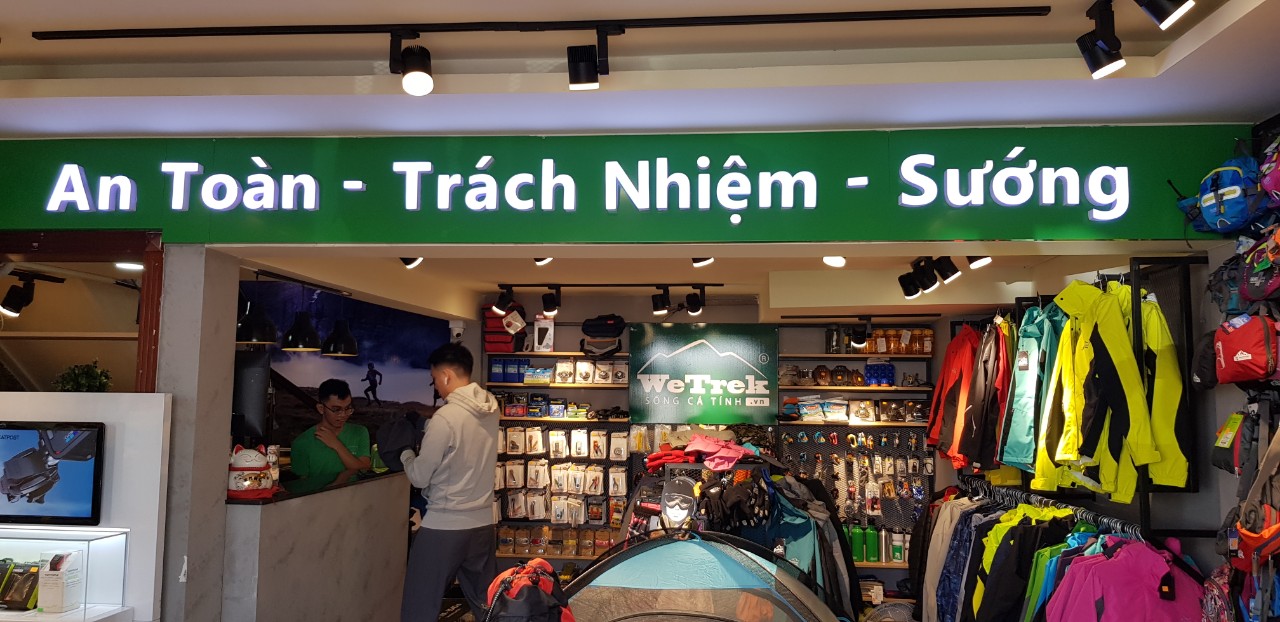 An Toàn - Trách Nhiệm - Sướng
WeTrek ®
SỐNG CÁ TÍNH .vn